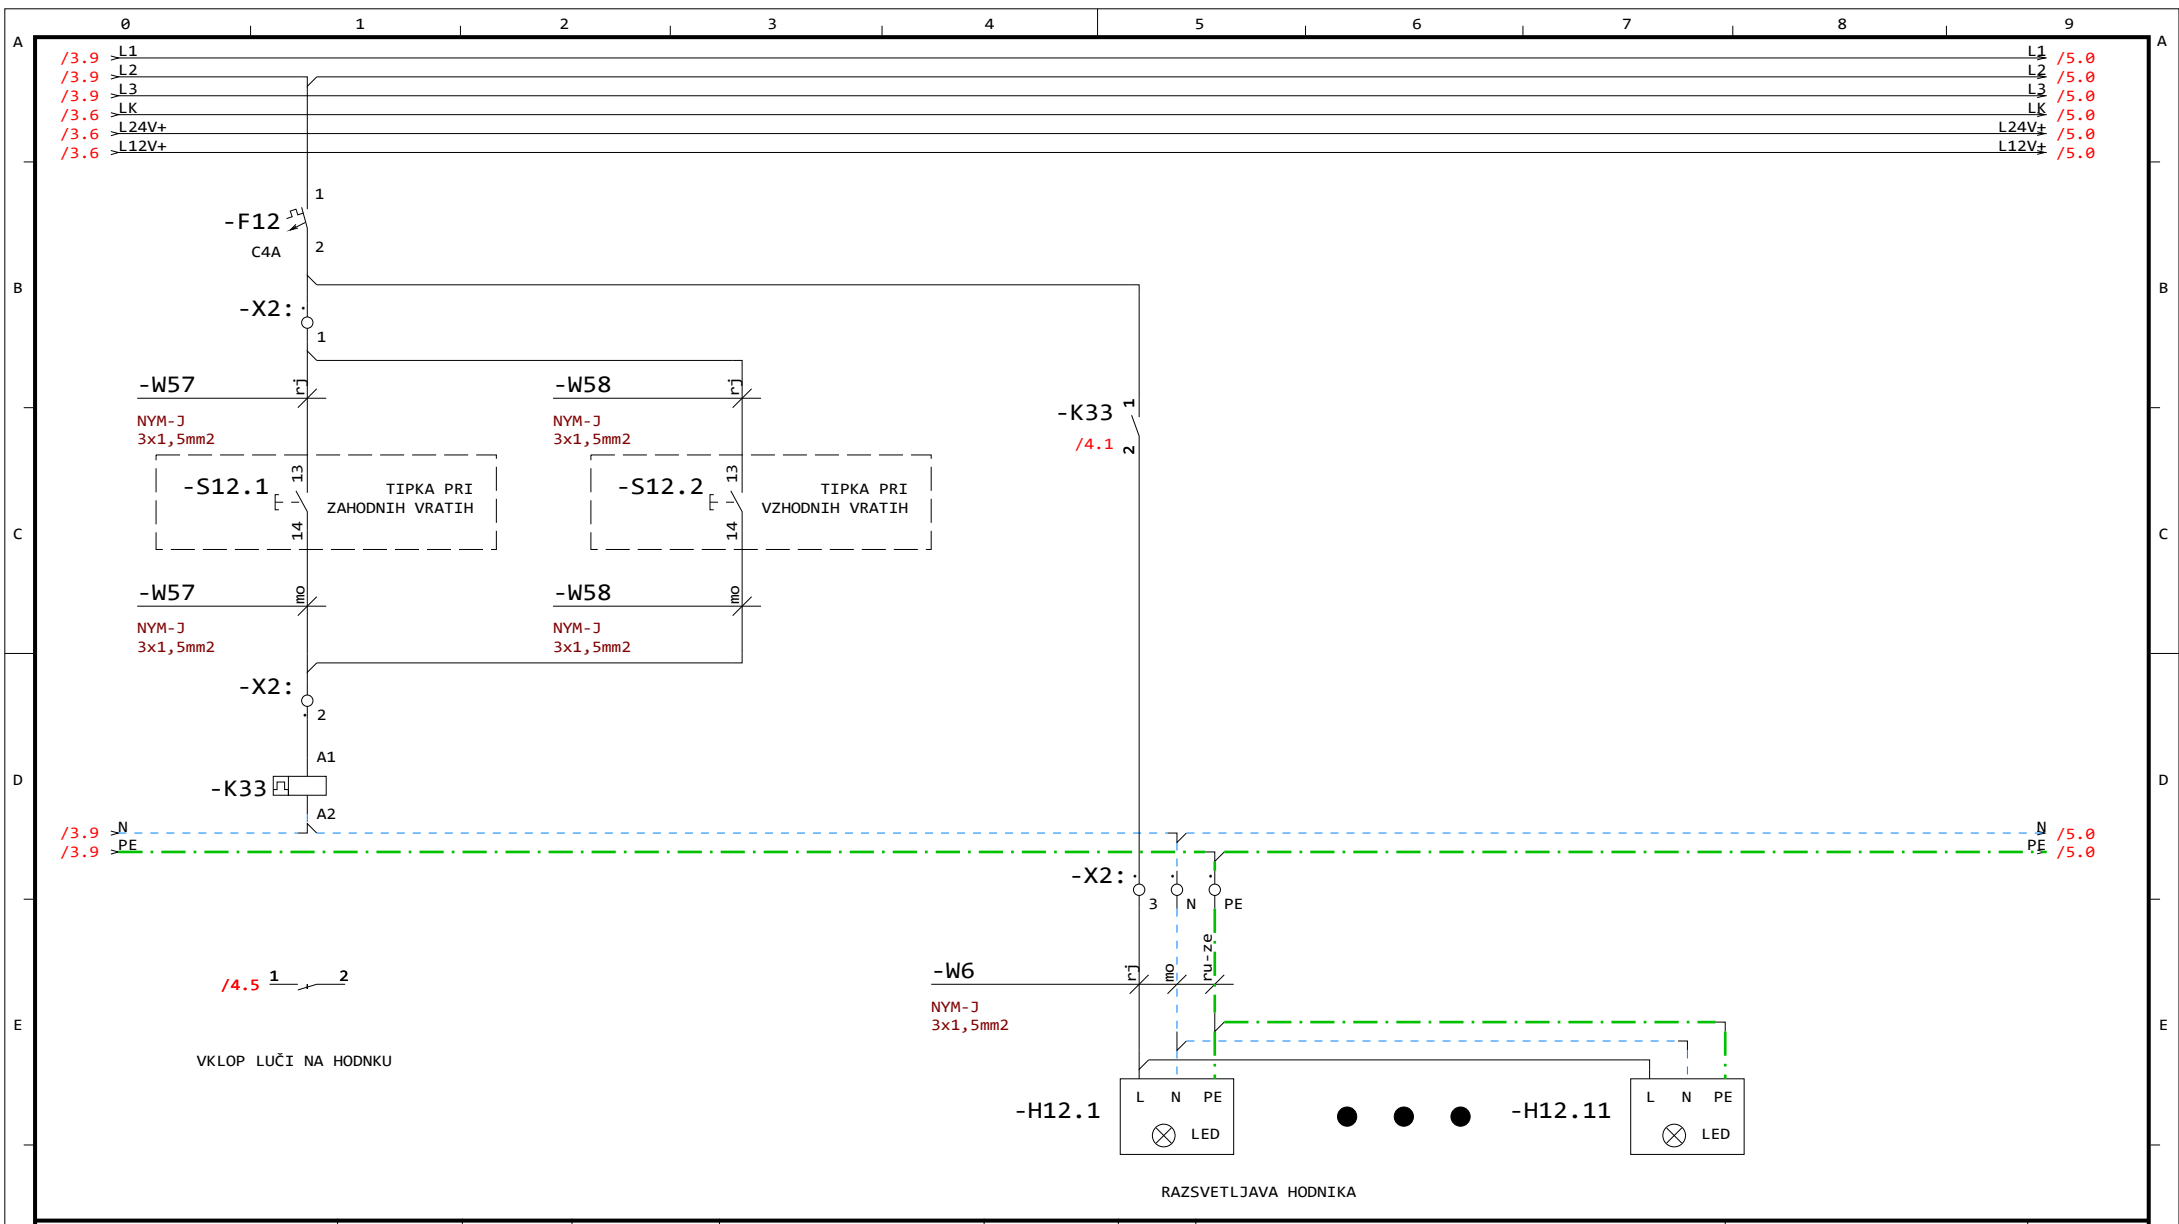 0 1 2 3 4 5 6 7 8 9
A A
/3.9 L1 L1 /5.0
/3.9 L2 L2 /5.0
/3.9 L3 L3 /5.0
/3.6 LK LK /5.0
/3.6 L24V+ L24V+ /5.0
/3.6 L12V+ L12V+ /5.0
1
-F12
C4A
2
B B
-X2:
1
-W57 rj
NYM-J
3x1,5mm2
-W58 rj
NYM-J
3x1,5mm2
-K33 1
/4.1 2
-S12.1 13
14
TIPKA PRI
ZAHODNIH VRATIH
-S12.2 13
14
TIPKA PRI
VZHODNIH VRATIH
C C
-W57 mo
NYM-J
3x1,5mm2
-W58 mo
NYM-J
3x1,5mm2
-X2:
2
A1
-K33
A2
D D
/3.9 N N /5.0
/3.9 PE PE /5.0
-X2:
3 N PE
/4.5 1 2
-W6 rj mo ru-ze
NYM-J
3x1,5mm2
E E
VKLOP LUČI NA HODNKU
-H12.1 L N PE
LED
-H12.11 L N PE
LED
RAZSVETLJAVA HODNIKA